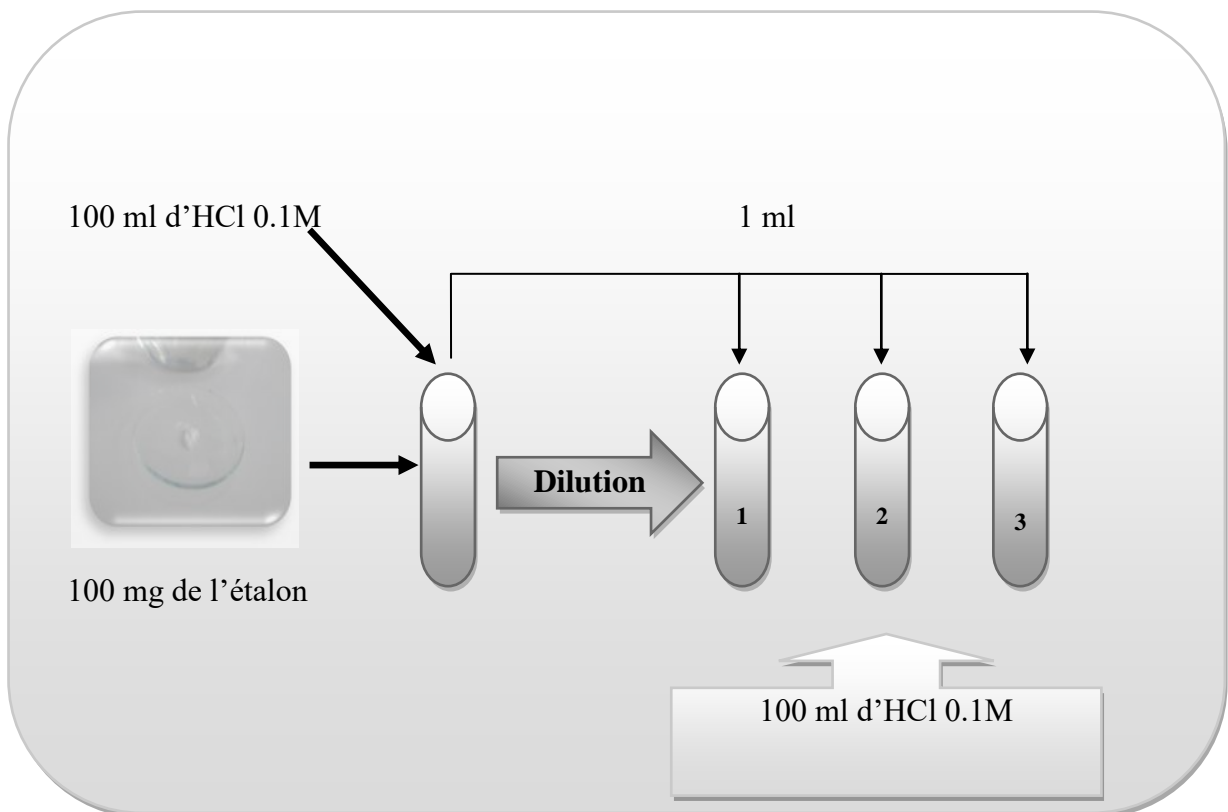 100 ml d’HCl 0.1M
1 ml
Dilution
1
2
3
100 mg de l’étalon
100 ml d’HCl 0.1M